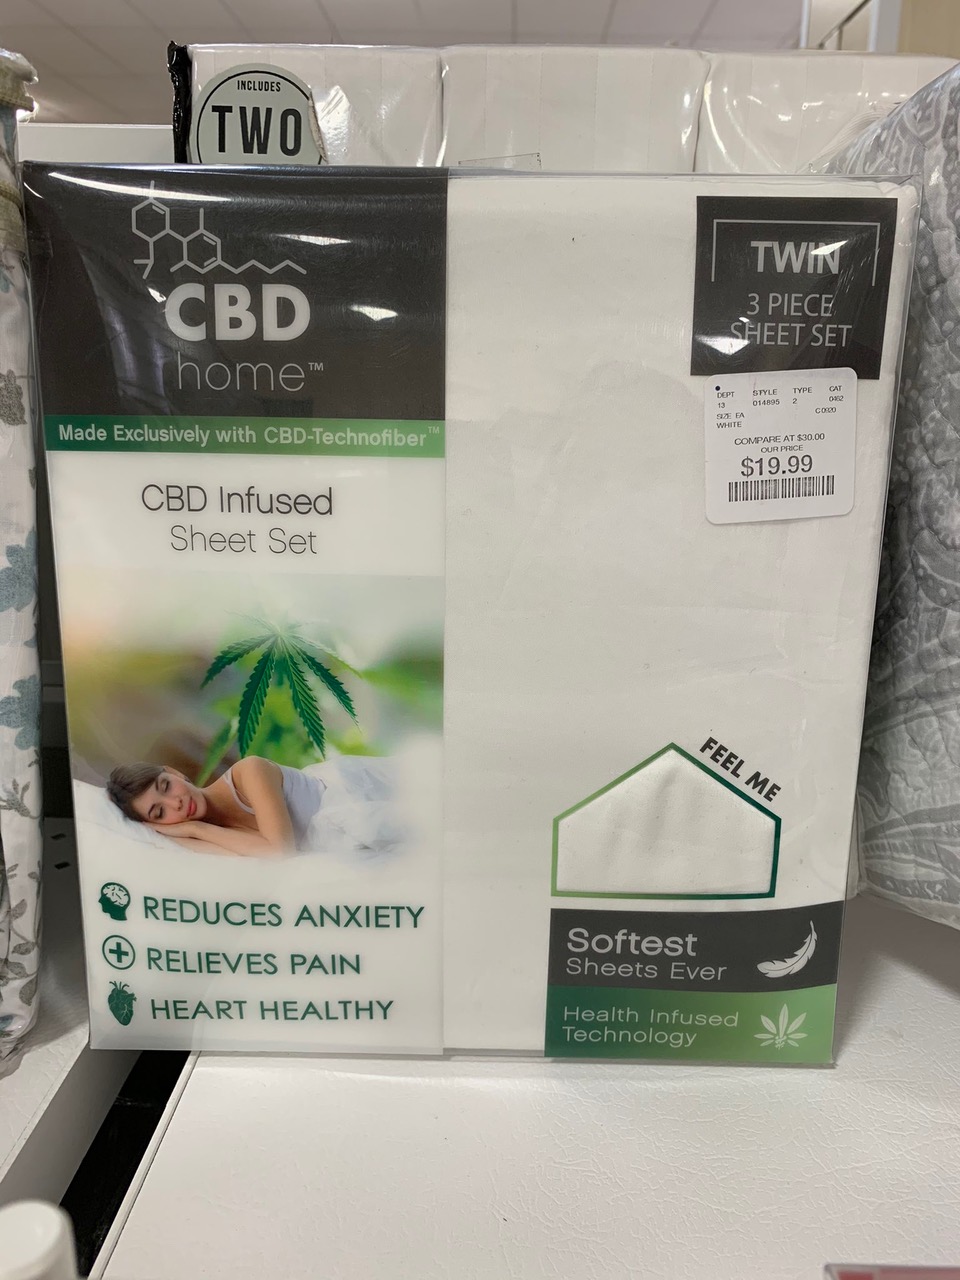 INCLUDES
TWO
CBD
home™
Made Exclusively with CBD-Technofiber™
CBD Infused
Sheet Set
REDUCES ANXIETY
RELIEVES PAIN
HEART HEALTHY
TWIN
3 PIECE
SHEET SET
DEPT STYLE TYPE CAT
13 014895 2 0462
SIZE EA C0920
WHITE
COMPARE AT $30.00
OUR PRICE
$19.99
FEEL ME
Softest
Sheets Ever
Health Infused
Technology